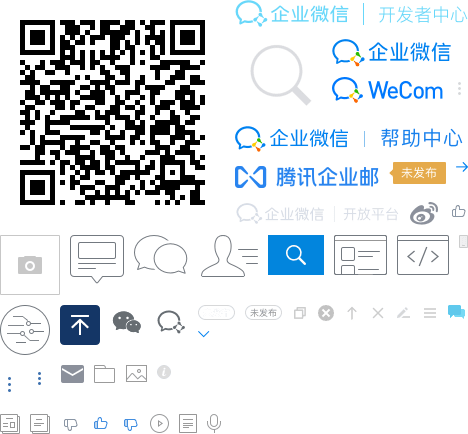 企业微信 | 开发者中心
企业微信
WeCom
企业微信 | 帮助中心
腾讯企业邮
未发布
企业微信 | 开放平台
未发布